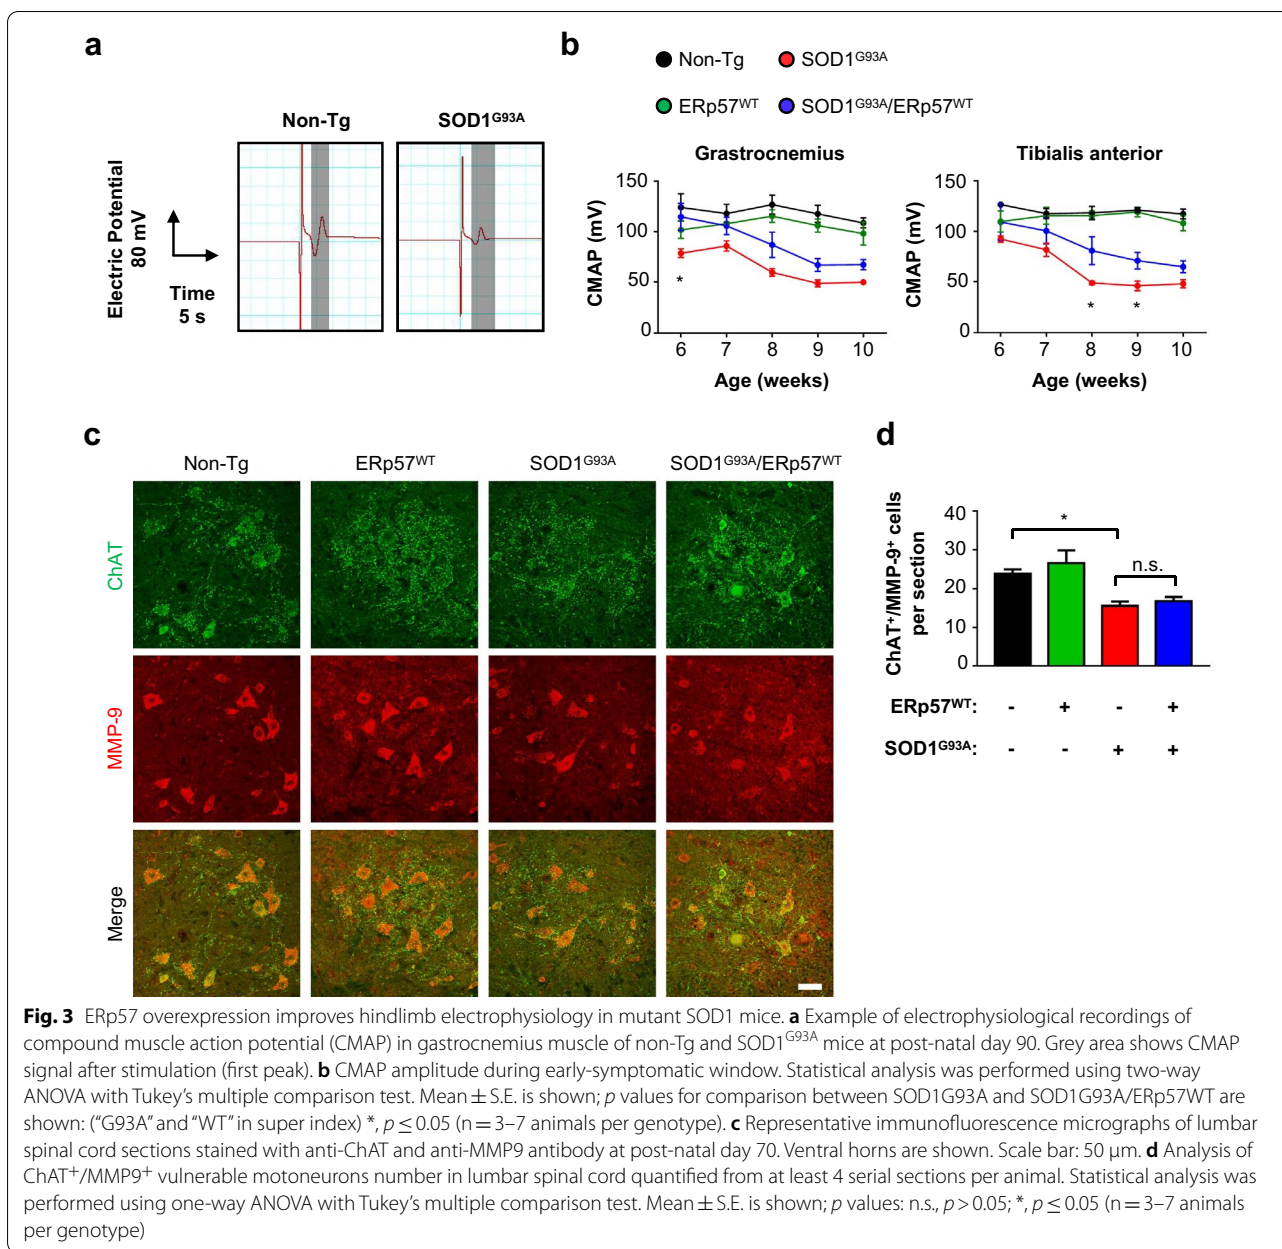 a
Non-Tg
SOD1G93A
Electric Potential
80 mV
Time
5 s
b
Non-Tg
SOD1G93A
ERp57WT
SOD1G93A/ERp57WT
Grastrocnemius
CMAP (mV)
150
100
50
0
*
6 7 8 9 10
Age (weeks)
Tibialis anterior
CMAP (mV)
150
100
50
0
* *
6 7 8 9 10
Age (weeks)
c
Non-Tg
ERp57WT
SOD1G93A
SOD1G93A/ERp57WT
ChAT
MMP-9
Merge
d
ChAT+/MMP-9+ cells
per section
40
30
20
10
0
*
n.s.
ERp57WT: - + - +
SOD1G93A: - - + +
Fig. 3 ERp57 overexpression improves hindlimb electrophysiology in mutant SOD1 mice. a Example of electrophysiological recordings of
compound muscle action potential (CMAP) in gastrocnemius muscle of non-Tg and SOD1G93A mice at post-natal day 90. Grey area shows CMAP
signal after stimulation (first peak). b CMAP amplitude during early-symptomatic window. Statistical analysis was performed using two-way
ANOVA with Tukey's multiple comparison test. Mean ± S.E. is shown; p values for comparison between SOD1G93A and SOD1G93A/ERp57WT are
shown: ("G93A" and "WT" in super index) *, p ≤ 0.05 (n = 3–7 animals per genotype). c Representative immunofluorescence micrographs of lumbar
spinal cord sections stained with anti-ChAT and anti-MMP9 antibody at post-natal day 70. Ventral horns are shown. Scale bar: 50 µm. d Analysis of
ChAT+/MMP9+ vulnerable motoneurons number in lumbar spinal cord quantified from at least 4 serial sections per animal. Statistical analysis was
performed using one-way ANOVA with Tukey's multiple comparison test. Mean ± S.E. is shown; p values: n.s., p > 0.05; *, p ≤ 0.05 (n = 3–7 animals
per genotype)